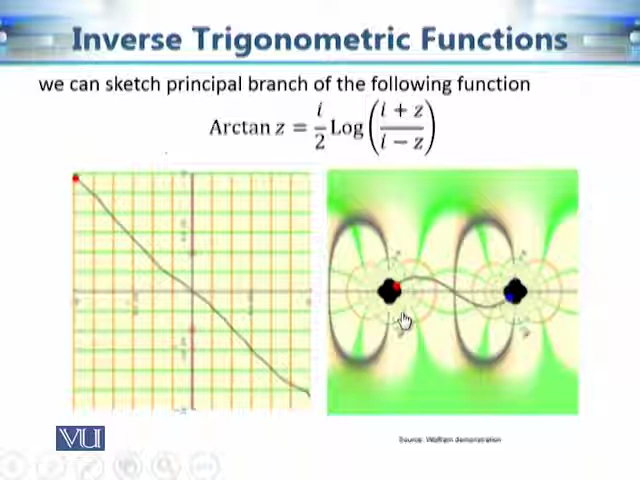 Inverse Trigonometric Functions
we can sketch principal branch of the following function
Arctan z = i/2 Log((i + z)/(i − z))
VU
Source: Wolfram demonstration